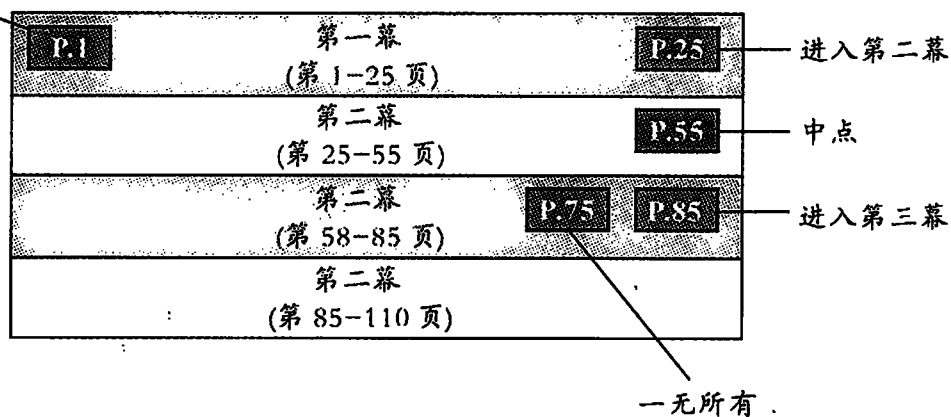 P.1
第一幕
(第 1-25 页)
P.25
进入第二幕
第二幕
(第 25-55 页)
P.55
中点
第二幕
(第 58-85 页)
P.75
P.85
进入第三幕
第二幕
(第 85-110 页)
一无所有